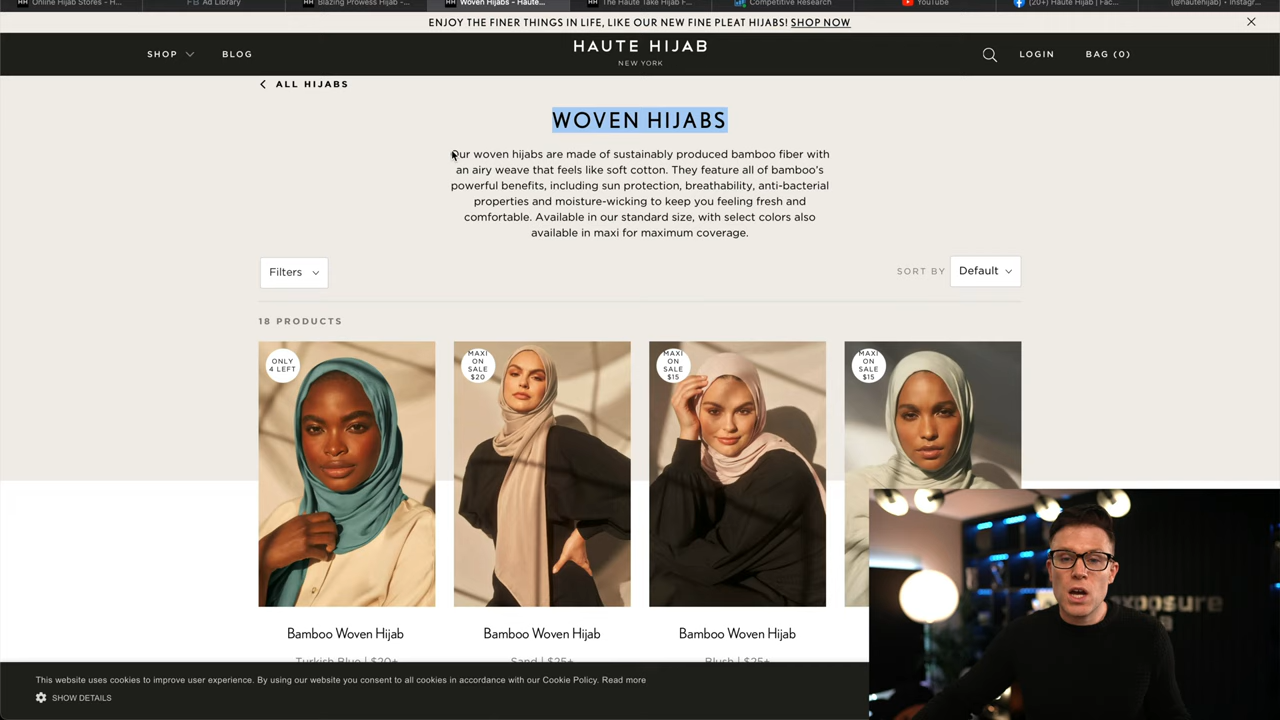 Online Hijab Stores - H...
Ad Library
Blazing Prowess Hijab -...
Woven Hijabs - Haute...
The Haute Take Hijab F...
Competitive Research
YouTube
(20+) Haute Hijab | Fac...
(@hautehijab) • Instagr...
ENJOY THE FINER THINGS IN LIFE, LIKE OUR NEW FINE PLEAT HIJABS! SHOP NOW
SHOP
BLOG
HAUTE HIJAB
NEW YORK
LOGIN
BAG (0)
ALL HIJABS
WOVEN HIJABS
Our woven hijabs are made of sustainably produced bamboo fiber with
an airy weave that feels like soft cotton. They feature all of bamboo's
powerful benefits, including sun protection, breathability, anti-bacterial
properties and moisture-wicking to keep you feeling fresh and
comfortable. Available in our standard size, with select colors also
available in maxi for maximum coverage.
Filters
SORT BY
Default
18 PRODUCTS
ONLY
4 LEFT
MAXI
ON
SALE
$20
MAXI
ON
SALE
$15
MAXI
ON
SALE
$15
Bamboo Woven Hijab
Bamboo Woven Hijab
Bamboo Woven Hijab
Turkish Blue | $20+
Sand | $25+
Blush | $25+
This website uses cookies to improve user experience. By using our website you consent to all cookies in accordance with our Cookie Policy. Read more
SHOW DETAILS